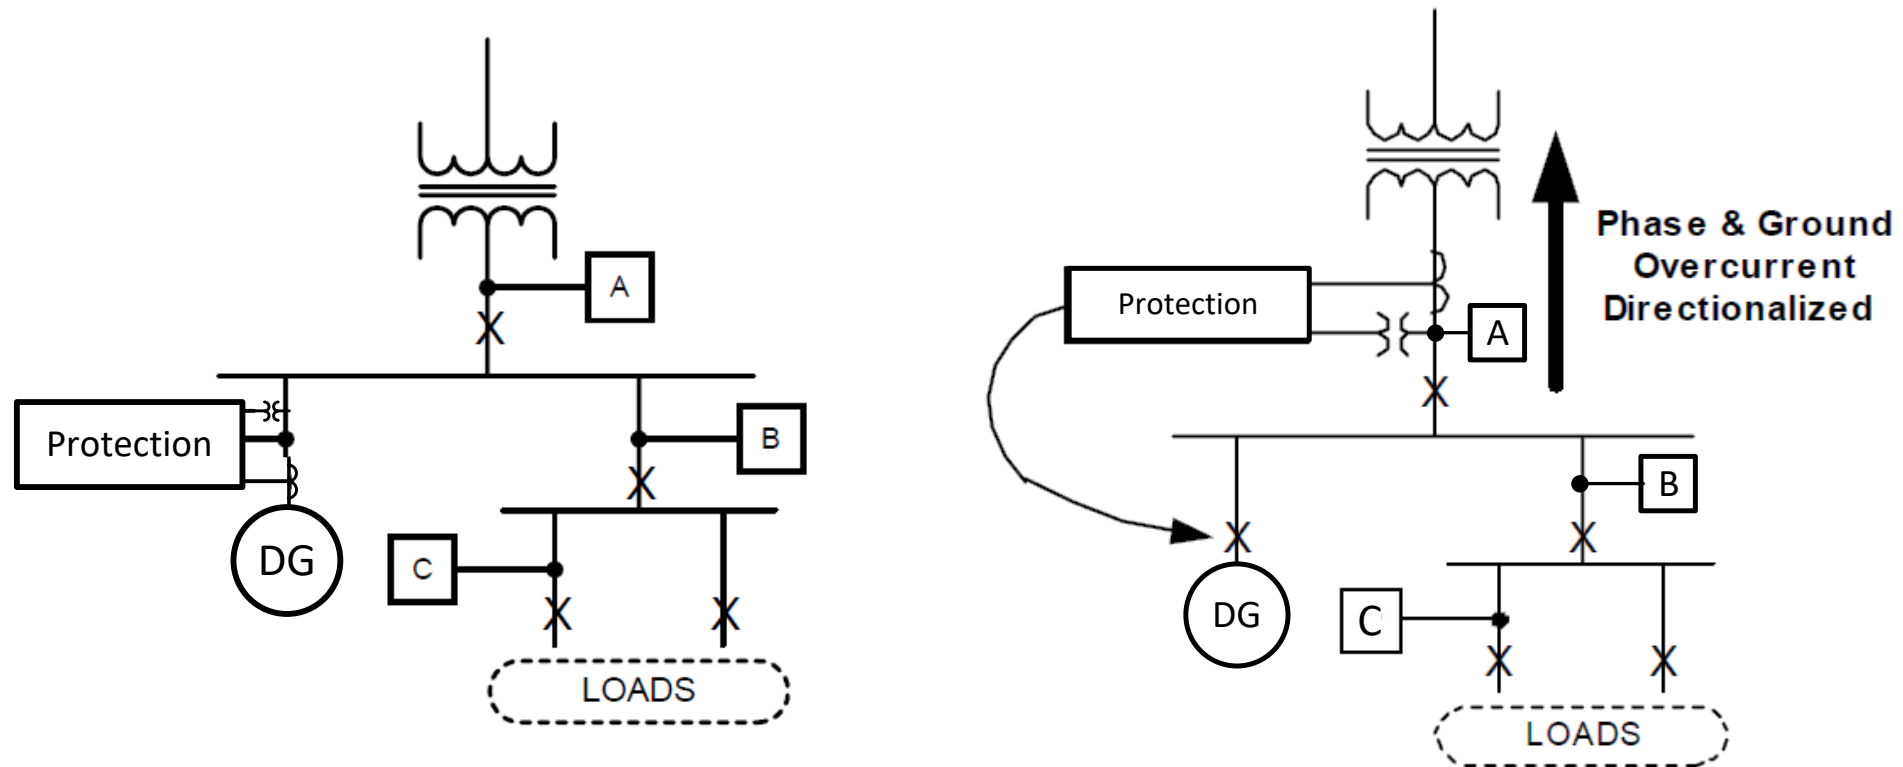 A
Protection
B
DG
C
LOADS
Phase & Ground
Overcurrent
Directionalized
Protection
A
B
DG
C
LOADS